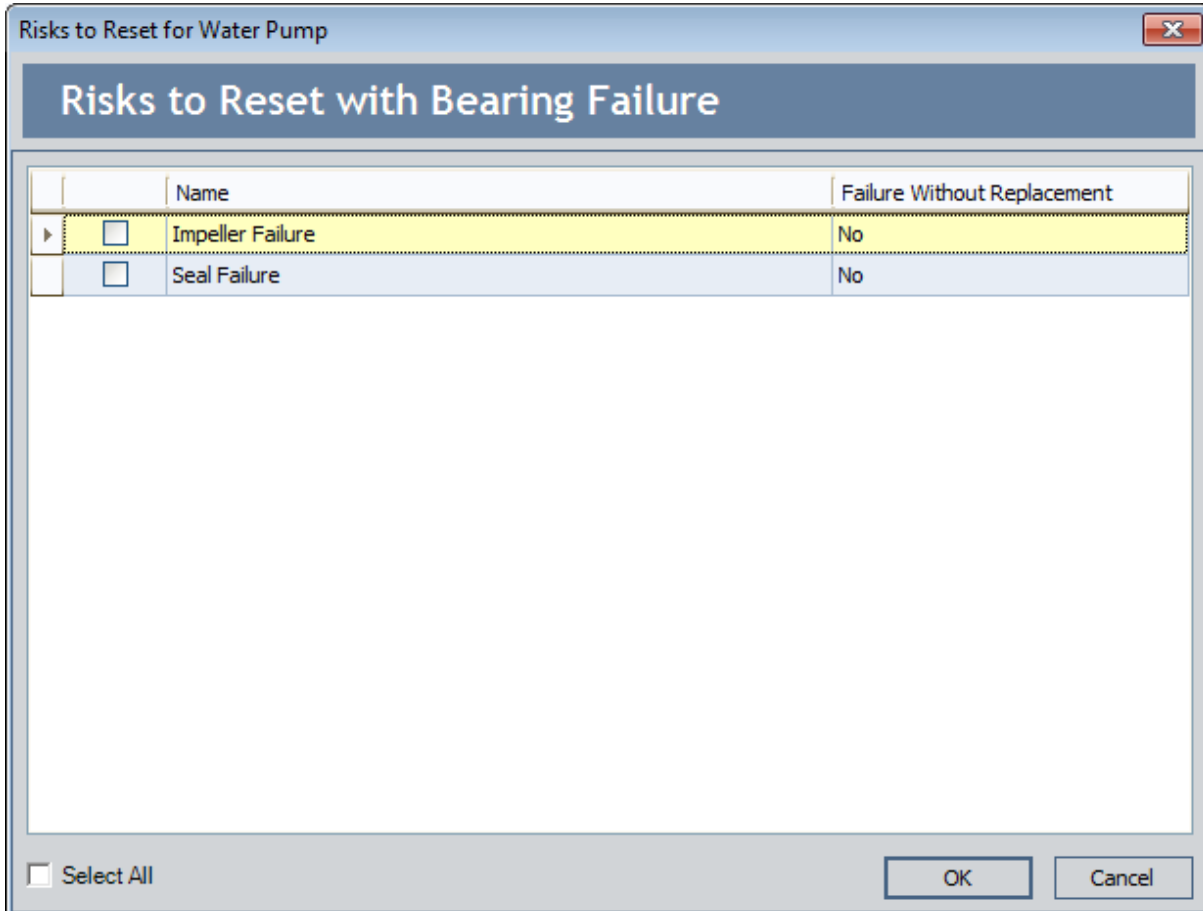 Risks to Reset for Water Pump
Risks to Reset with Bearing Failure
Name Failure Without Replacement
Impeller Failure No
Seal Failure No
Select All OK Cancel